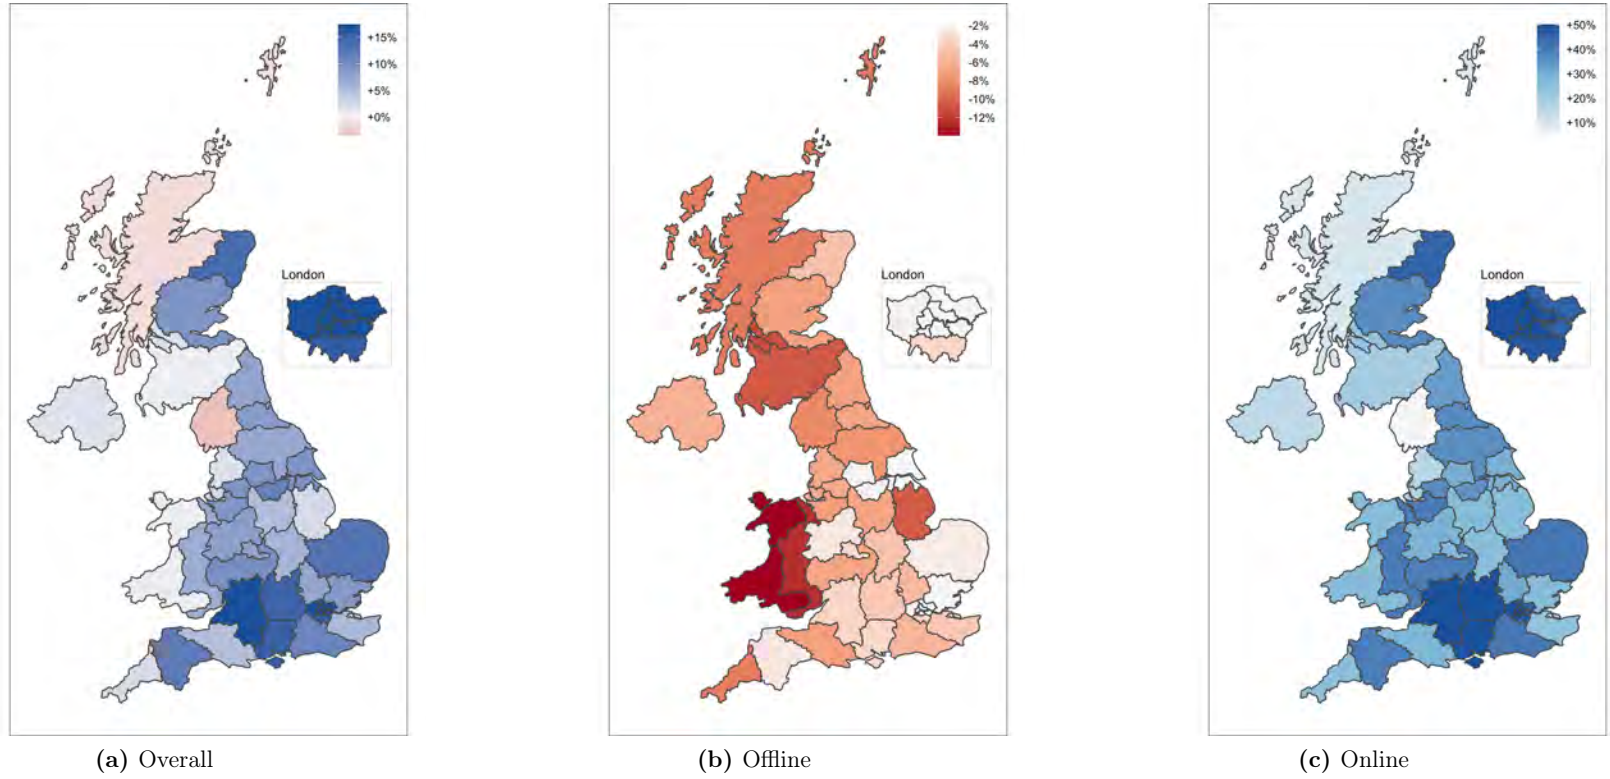 +15%
+10%
+5%
+0%
London
(a) Overall
-2%
-4%
-6%
-8%
-10%
-12%
London
(b) Offline
+50%
+40%
+30%
+20%
+10%
London
(c) Online